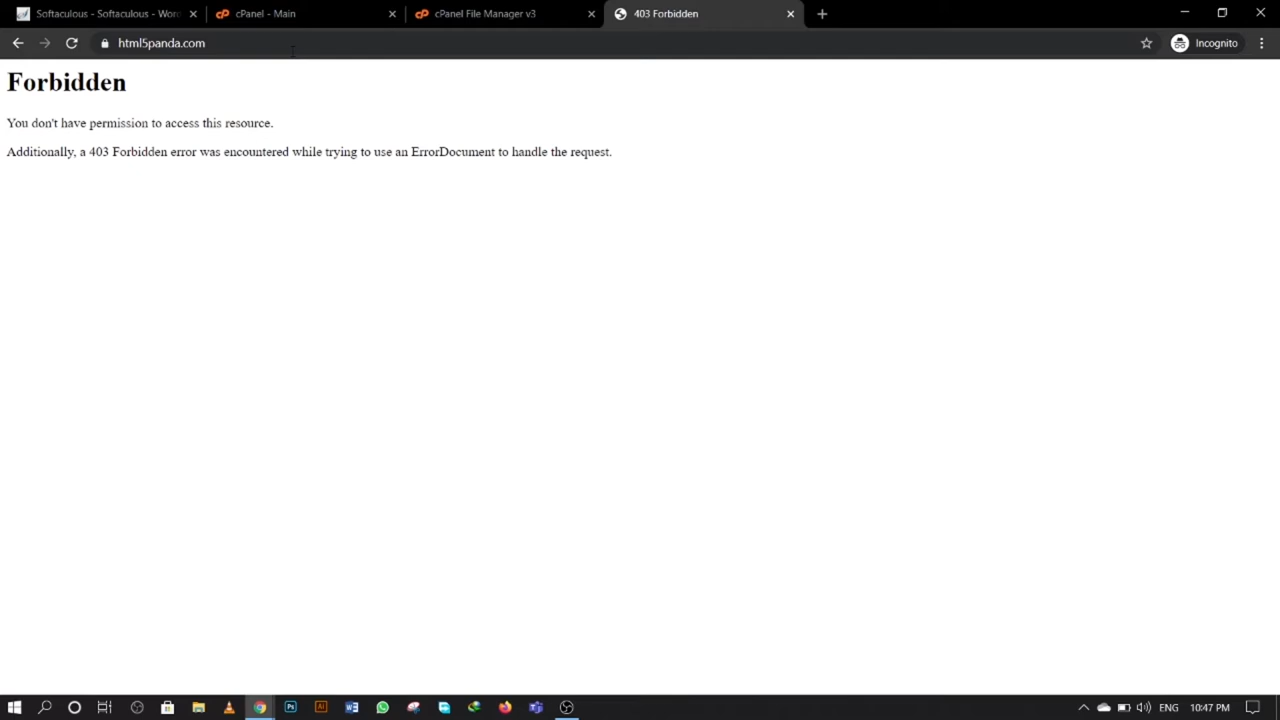 Softaculous - Softaculous - Wor
cPanel - Main
cPanel File Manager v3
403 Forbidden
html5panda.com
Incognito
Forbidden
You don't have permission to access this resource.
Additionally, a 403 Forbidden error was encountered while trying to use an ErrorDocument to handle the request.
ENG
10:47 PM